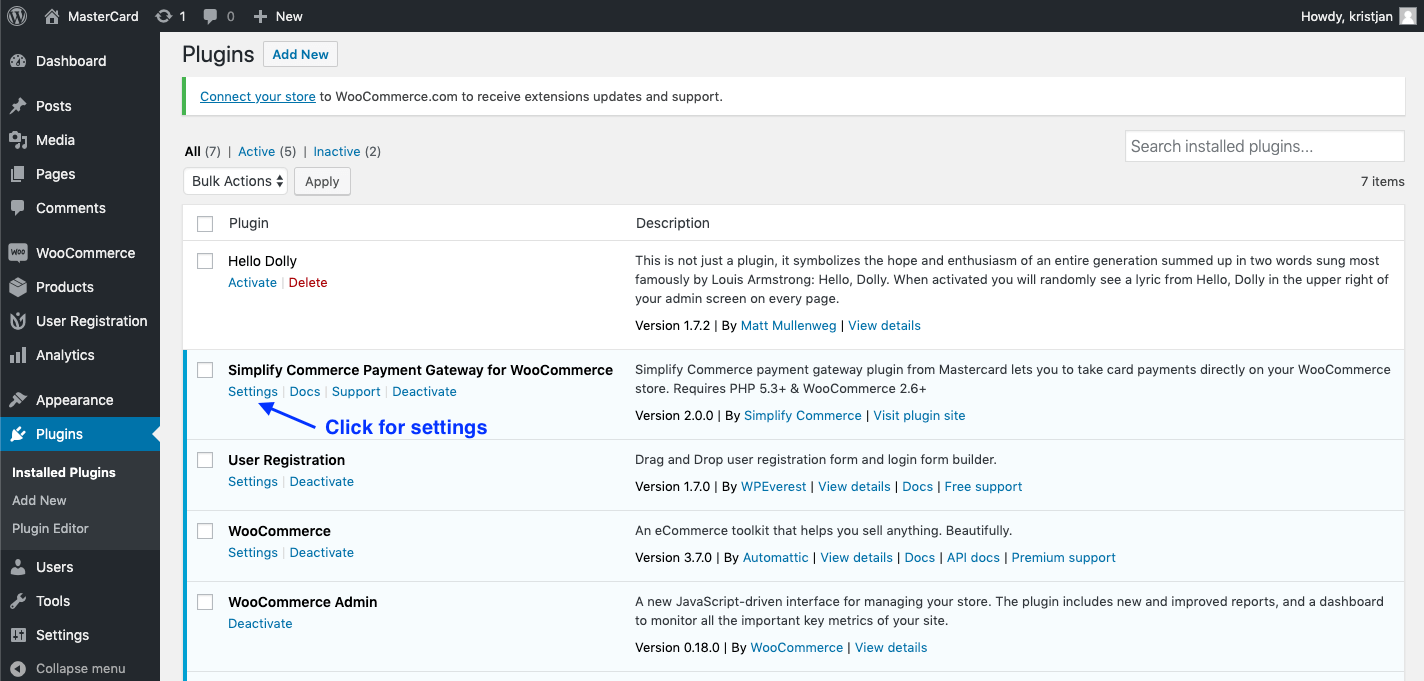 MasterCard 1 0 New Howdy, kristjan
Dashboard
Posts
Media
Pages
Comments
WooCommerce
Products
User Registration
Analytics
Appearance
Plugins
Installed Plugins
Add New
Plugin Editor
Users
Tools
Settings
Collapse menu
Plugins Add New
Connect your store to WooCommerce.com to receive extensions updates and support.
All (7) | Active (5) | Inactive (2)
Search installed plugins...
Bulk Actions Apply
7 items
Plugin Description
Hello Dolly
Activate | Delete
This is not just a plugin, it symbolizes the hope and enthusiasm of an entire generation summed up in two words sung most
famously by Louis Armstrong: Hello, Dolly. When activated you will randomly see a lyric from Hello, Dolly in the upper right of
your admin screen on every page.
Version 1.7.2 | By Matt Mullenweg | View details
Simplify Commerce Payment Gateway for WooCommerce
Settings | Docs | Support | Deactivate
Click for settings
Simplify Commerce payment gateway plugin from Mastercard lets you to take card payments directly on your WooCommerce
store. Requires PHP 5.3+ & WooCommerce 2.6+
Version 2.0.0 | By Simplify Commerce | Visit plugin site
User Registration
Settings | Deactivate
Drag and Drop user registration form and login form builder.
Version 1.7.0 | By WPEverest | View details | Docs | Free support
WooCommerce
Settings | Deactivate
An eCommerce toolkit that helps you sell anything. Beautifully.
Version 3.7.0 | By Automattic | View details | Docs | API docs | Premium support
WooCommerce Admin
Deactivate
A new JavaScript-driven interface for managing your store. The plugin includes new and improved reports, and a dashboard
to monitor all the important key metrics of your site.
Version 0.18.0 | By WooCommerce | View details